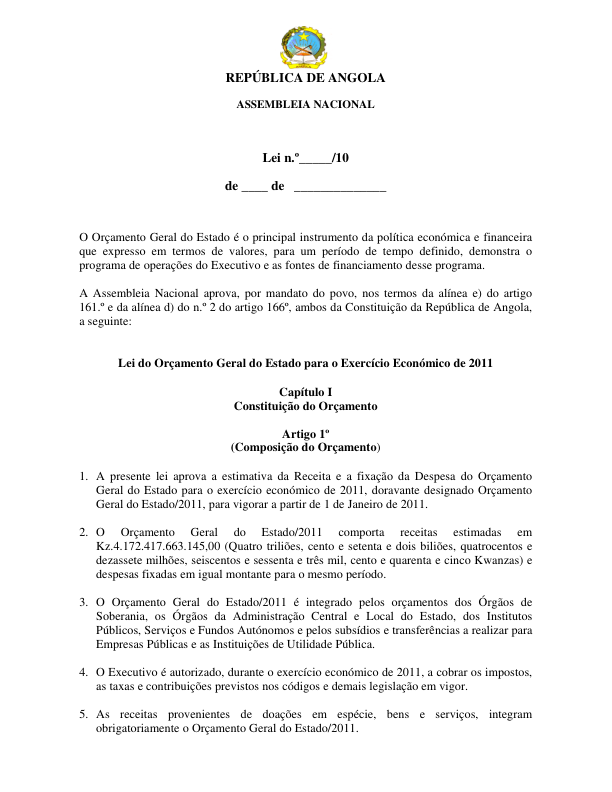 REPÚBLICA DE ANGOLA
ASSEMBLEIA NACIONAL
Lei n.º_____/10
de ____ de ______________
O Orçamento Geral do Estado é o principal instrumento da política económica e financeira
que expresso em termos de valores, para um período de tempo definido, demonstra o
programa de operações do Executivo e as fontes de financiamento desse programa.
A Assembleia Nacional aprova, por mandato do povo, nos termos da alínea e) do artigo
161.º e da alínea d) do n.º 2 do artigo 166º, ambos da Constituição da República de Angola,
a seguinte:
Lei do Orçamento Geral do Estado para o Exercício Económico de 2011
Capítulo I
Constituição do Orçamento
Artigo 1º
(Composição do Orçamento)
1. A presente lei aprova a estimativa da Receita e a fixação da Despesa do Orçamento
Geral do Estado para o exercício económico de 2011, doravante designado Orçamento
Geral do Estado/2011, para vigorar a partir de 1 de Janeiro de 2011.
2. O Orçamento Geral do Estado/2011 comporta receitas estimadas em
Kz.4.172.417.663.145,00 (Quatro triliões, cento e setenta e dois biliões, quatrocentos e
dezassete milhões, seiscentos e sessenta e três mil, cento e quarenta e cinco Kwanzas) e
despesas fixadas em igual montante para o mesmo período.
3. O Orçamento Geral do Estado/2011 é integrado pelos orçamentos dos Órgãos de
Soberania, os Órgãos da Administração Central e Local do Estado, dos Institutos
Públicos, Serviços e Fundos Autónomos e pelos subsídios e transferências a realizar para
Empresas Públicas e as Instituições de Utilidade Pública.
4. O Executivo é autorizado, durante o exercício económico de 2011, a cobrar os impostos,
as taxas e contribuições previstos nos códigos e demais legislação em vigor.
5. As receitas provenientes de doações em espécie, bens e serviços, integram
obrigatoriamente o Orçamento Geral do Estado/2011.